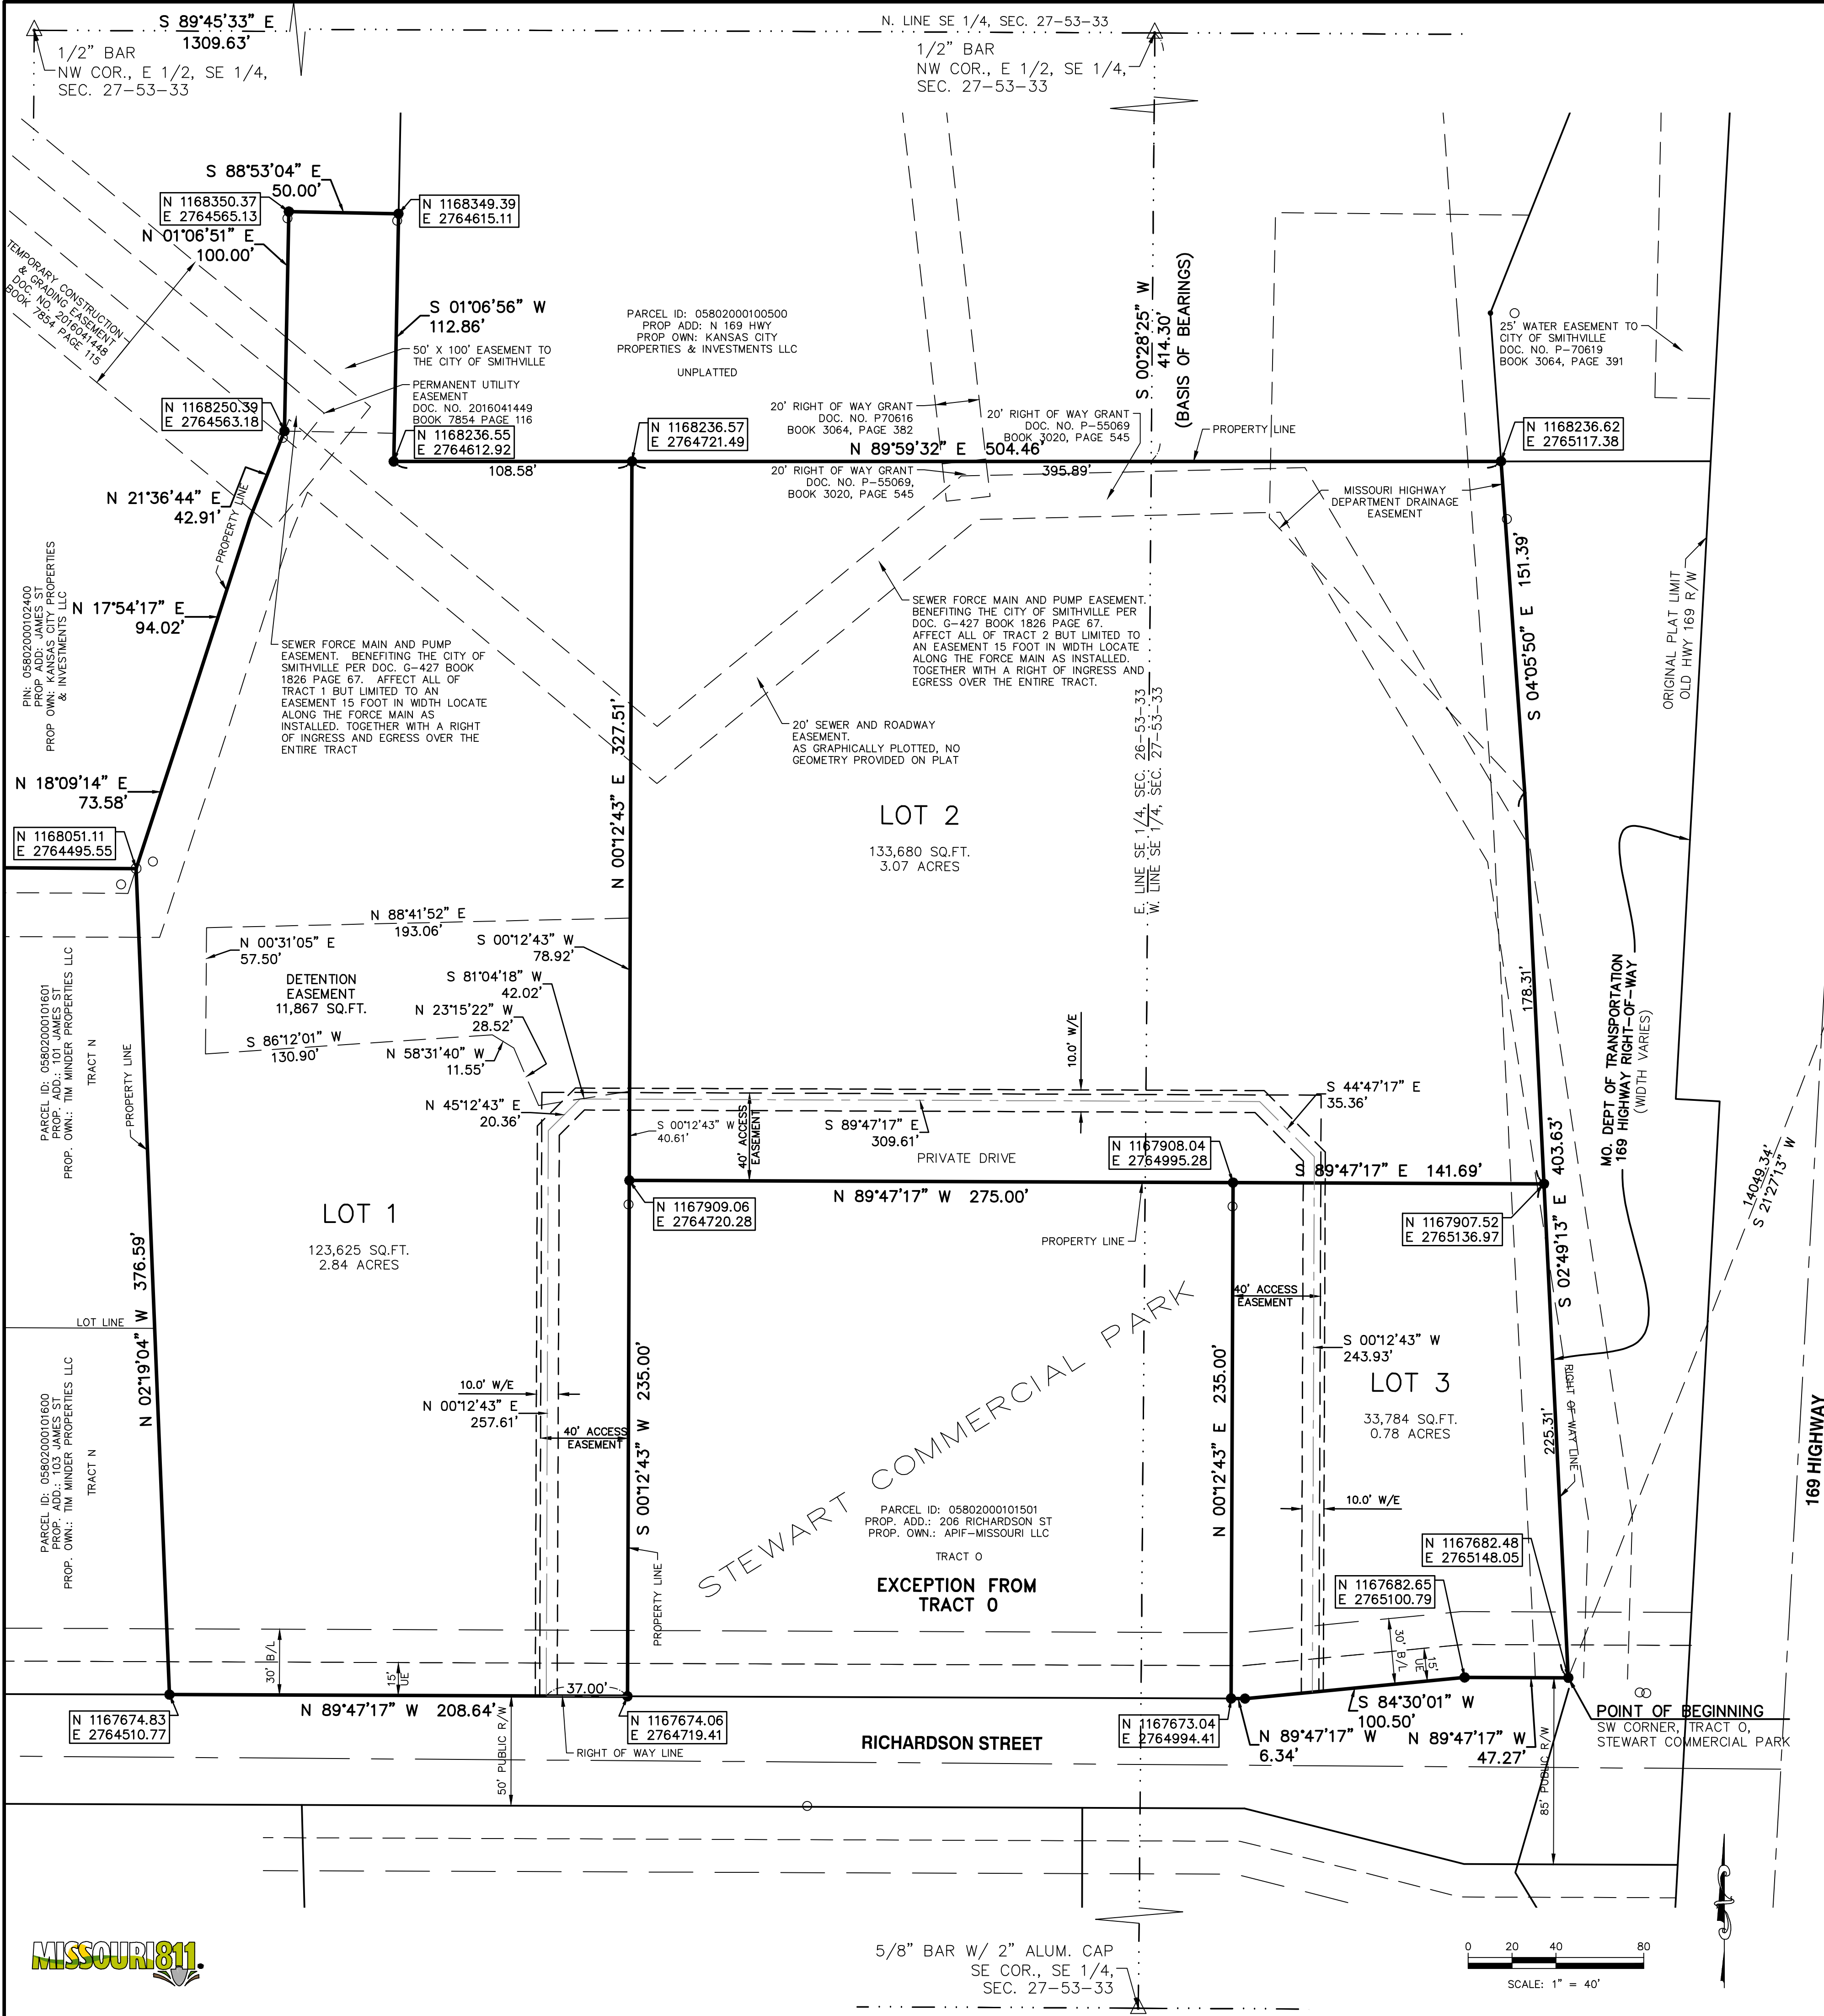 S 89°45'33" E
1309.63'
1/2" BAR
NW COR., E 1/2, SE 1/4,
SEC. 27-53-33
N. LINE SE 1/4, SEC. 27-53-33
1/2" BAR
NW COR., E 1/2, SE 1/4,
SEC. 27-53-33
S 88°53'04" E
50.00'
N 1168350.37
E 2764565.13
N 1168349.39
E 2764615.11
N 01°06'51" E
100.00'
TEMPORARY CONSTRUCTION
& GRADING EASEMENT
DOC. NO. 2016041448
BOOK 7854 PAGE 115
S 01°06'56" W
112.86'
50' X 100' EASEMENT TO
THE CITY OF SMITHVILLE
PERMANENT UTILITY
EASEMENT
DOC. NO. 2016041449
BOOK 7854 PAGE 116
PARCEL ID: 05802000100500
PROP ADD: N 169 HWY
PROP OWN: KANSAS CITY
PROPERTIES & INVESTMENTS LLC
UNPLATTED
S 00°28'25" W
414.30'
(BASIS OF BEARINGS)
25' WATER EASEMENT TO
CITY OF SMITHVILLE
DOC. NO. P-70619
BOOK 3064, PAGE 391
N 1168250.39
E 2764563.18
N 1168236.55
E 2764612.92
N 1168236.57
E 2764721.49
20' RIGHT OF WAY GRANT
DOC. NO. P70616
BOOK 3064, PAGE 382
20' RIGHT OF WAY GRANT
DOC. NO. P-55069
BOOK 3020, PAGE 545
PROPERTY LINE
N 1168236.62
E 2765117.38
N 89°59'32" E 504.46'
108.58'
395.89'
20' RIGHT OF WAY GRANT
DOC. NO. P-55069,
BOOK 3020, PAGE 545
MISSOURI HIGHWAY
DEPARTMENT DRAINAGE
EASEMENT
N 21°36'44" E
42.91'
PROPERTY LINE
PIN: 05802000102400
PROP ADD: JAMES ST
PROP OWN: KANSAS CITY PROPERTIES
& INVESTMENTS LLC
N 17°54'17" E
94.02'
SEWER FORCE MAIN AND PUMP
EASEMENT. BENEFITING THE CITY OF
SMITHVILLE PER DOC. G-427 BOOK
1826 PAGE 67. AFFECT ALL OF
TRACT 1 BUT LIMITED TO AN
EASEMENT 15 FOOT IN WIDTH LOCATE
ALONG THE FORCE MAIN AS
INSTALLED. TOGETHER WITH A RIGHT
OF INGRESS AND EGRESS OVER THE
ENTIRE TRACT
SEWER FORCE MAIN AND PUMP EASEMENT.
BENEFITING THE CITY OF SMITHVILLE PER
DOC. G-427 BOOK 1826 PAGE 67.
AFFECT ALL OF TRACT 2 BUT LIMITED TO
AN EASEMENT 15 FOOT IN WIDTH LOCATE
ALONG THE FORCE MAIN AS INSTALLED.
TOGETHER WITH A RIGHT OF INGRESS AND
EGRESS OVER THE ENTIRE TRACT.
20' SEWER AND ROADWAY
EASEMENT.
AS GRAPHICALLY PLOTTED, NO
GEOMETRY PROVIDED ON PLAT
N 00°12'43" E 327.51'
E. LINE SE 1/4, SEC. 26-53-33
W. LINE SE 1/4, SEC. 27-53-33
S 04°05'50" E 151.39'
ORIGINAL PLAT LIMIT
OLD HWY 169 R/W
N 18°09'14" E
73.58'
N 1168051.11
E 2764495.55
LOT 2
133,680 SQ.FT.
3.07 ACRES
N 88°41'52" E
193.06'
N 00°31'05" E
57.50'
S 00°12'43" W
78.92'
DETENTION
EASEMENT
11,867 SQ.FT.
S 81°04'18" W
42.02'
N 23°15'22" W
28.52'
S 86°12'01" W
130.90'
N 58°31'40" W
11.55'
N 45°12'43" E
20.36'
PARCEL ID: 05802000101601
PROP. ADD.: 101 JAMES ST
PROP. OWN.: TIM MINDER PROPERTIES LLC
TRACT N
PROPERTY LINE
178.31'
MO. DEPT OF TRANSPORTATION
169 HIGHWAY RIGHT-OF-WAY
(WIDTH VARIES)
10.0' W/E
S 44°47'17" E
35.36'
S 00°12'43" W
40.61'
40' ACCESS
EASEMENT
S 89°47'17" E
309.61'
PRIVATE DRIVE
N 1167908.04
E 2764995.28
S 89°47'17" E 141.69'
S 02°49'13" E 403.63'
14049.34'
S 21°27'13" W
N 89°47'17" W 275.00'
N 1167909.06
E 2764720.28
PROPERTY LINE
N 1167907.52
E 2765136.97
LOT 1
123,625 SQ.FT.
2.84 ACRES
N 02°19'04" W 376.59'
LOT LINE
40' ACCESS
EASEMENT
S 00°12'43" W
243.93'
LOT 3
33,784 SQ.FT.
0.78 ACRES
225.31'
RIGHT OF WAY LINE
169 HIGHWAY
PARCEL ID: 05802000101600
PROP. ADD.: 103 JAMES ST
PROP. OWN.: TIM MINDER PROPERTIES LLC
TRACT N
10.0' W/E
N 00°12'43" E
257.61'
40' ACCESS
EASEMENT
S 00°12'43" W 235.00'
N 00°12'43" E 235.00'
STEWART COMMERCIAL PARK
PARCEL ID: 05802000101501
PROP. ADD.: 206 RICHARDSON ST
PROP. OWN.: APIF-MISSOURI LLC
TRACT O
EXCEPTION FROM
TRACT O
PROPERTY LINE
10.0' W/E
N 1167682.48
E 2765148.05
N 1167682.65
E 2765100.79
30' B/L
15'
UE
30' B/L
15'
UE
37.00'
N 1167674.83
E 2764510.77
N 89°47'17" W 208.64'
50' PUBLIC R/W
RIGHT OF WAY LINE
N 1167674.06
E 2764719.41
RICHARDSON STREET
N 1167673.04
E 2764994.41
N 89°47'17" W
6.34'
S 84°30'01" W
100.50'
N 89°47'17" W
47.27'
85' PUBLIC R/W
POINT OF BEGINNING
SW CORNER, TRACT O,
STEWART COMMERCIAL PARK
MISSOURI811.
5/8" BAR W/ 2" ALUM. CAP
SE COR., SE 1/4,
SEC. 27-53-33
0 20 40 80
SCALE: 1" = 40'